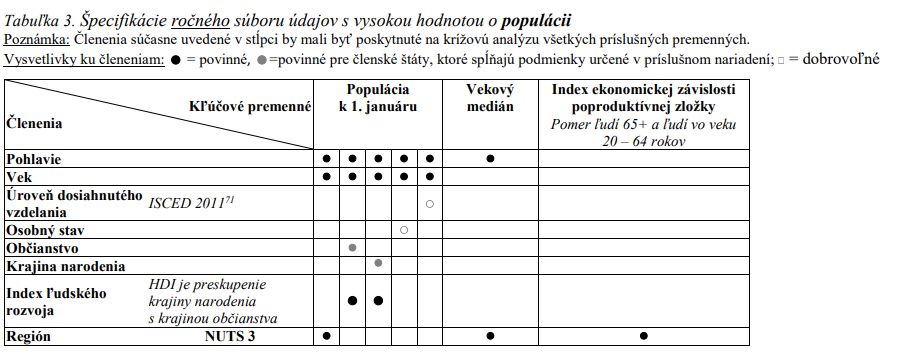 Tabuľka 3. Špecifikácie ročného súboru údajov s vysokou hodnotou o populácii
Poznámka: Členenia súčasne uvedené v stĺpci by mali byť poskytnuté na krížovú analýzu všetkých príslušných premenných.
Vysvetlivky ku členeniam: ● = povinné, ●=povinné pre členské štáty, ktoré spĺňajú podmienky určené v príslušnom nariadení; □ = dobrovoľné
Kľúčové premenné
Členenia
Populácia
k 1. januáru
Vekový
medián
Index ekonomickej závislosti
poproduktívnej zložky
Pomer ľudí 65+ a ľudí vo veku
20 – 64 rokov
Pohlavie ● ● ● ● ● ●
Vek ● ● ● ● ●
Úroveň dosiahnutého
vzdelania
ISCED 201171 ○
Osobný stav ○
Občianstvo ●
Krajina narodenia ●
Index ľudského
rozvoja
HDI je preskupenie
krajiny narodenia
s krajinou občianstva
● ●
Región NUTS 3 ● ● ●